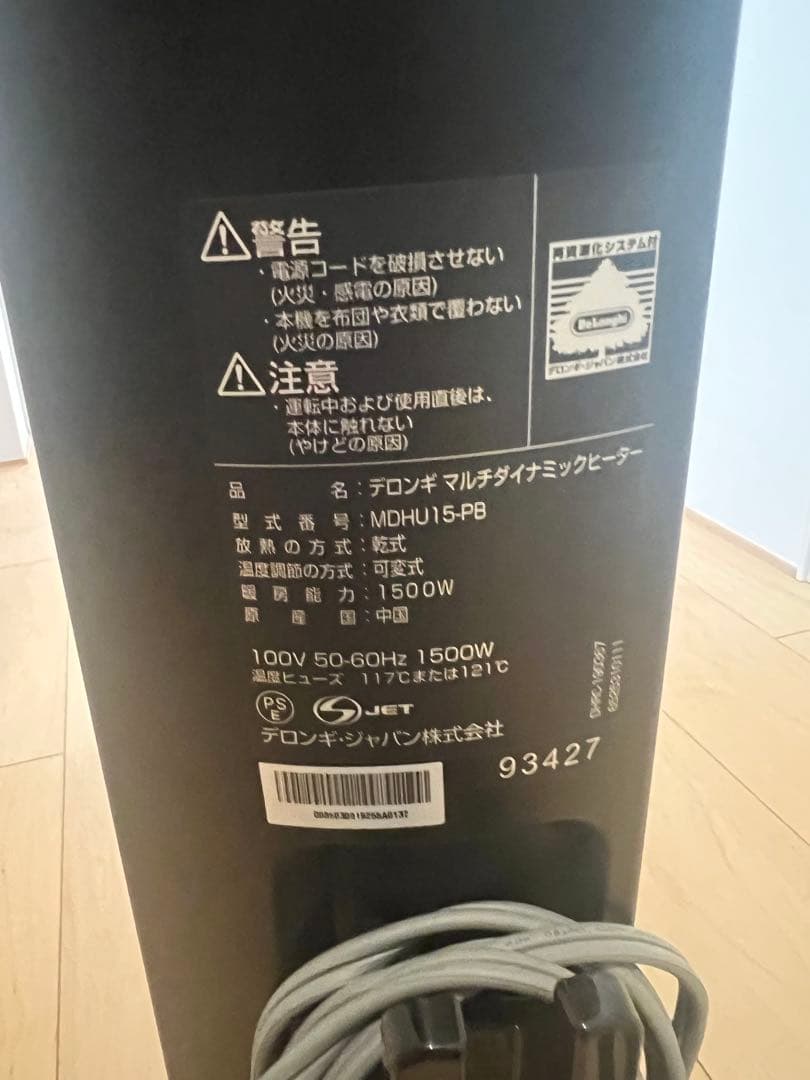 警告
・電源コードを破損させない
(火災・感電の原因)
・本機を布団や衣類で覆わない
(火災の原因)
注意
・運転中および使用直後は、
本体に触れない
(やけどの原因)
再資源化システム付
DeLonghi
デロンギ・ジャパン株式会社
品名：デロンギ マルチダイナミックヒーター
型式番号：MDHU15-PB
放熱の方式：乾式
温度調節の方式：可変式
暖房能力：1500W
原産国：中国
100V 50-60Hz 1500W
温度ヒューズ 117℃または121℃
PS
E
JET
デロンギ・ジャパン株式会社
93427